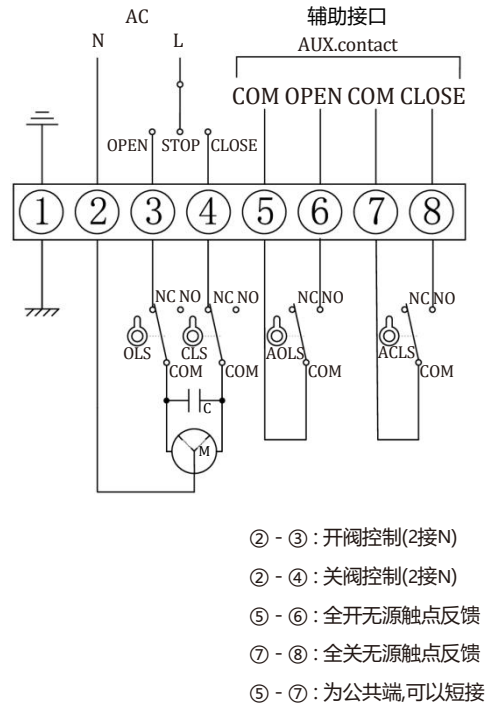 AC 辅助接口
N L AUX.contact
COM OPEN COM CLOSE
OPEN STOP CLOSE
① ② ③ ④ ⑤ ⑥ ⑦ ⑧
NC NO NC NO NC NO NC NO
OLS CLS AOLS ACLS
COM COM COM COM
C
M
② - ③ : 开阀控制(2接N)
② - ④ : 关阀控制(2接N)
⑤ - ⑥ : 全开无源触点反馈
⑦ - ⑧ : 全关无源触点反馈
⑤ - ⑦ : 为公共端,可以短接